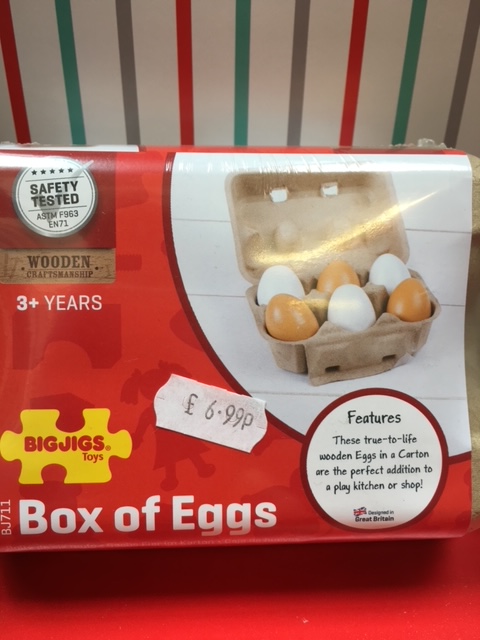 SAFETY
TESTED
ASTM F963
EN71
WOODEN
CRAFTSMANSHIP
3+ YEARS
£ 6.99p
BIGJIGS
Toys
BJ711
Box of Eggs
Features
These true-to-life
wooden Eggs in a Carton
are the perfect addition to
a play kitchen or shop!
Designed in
Great Britain